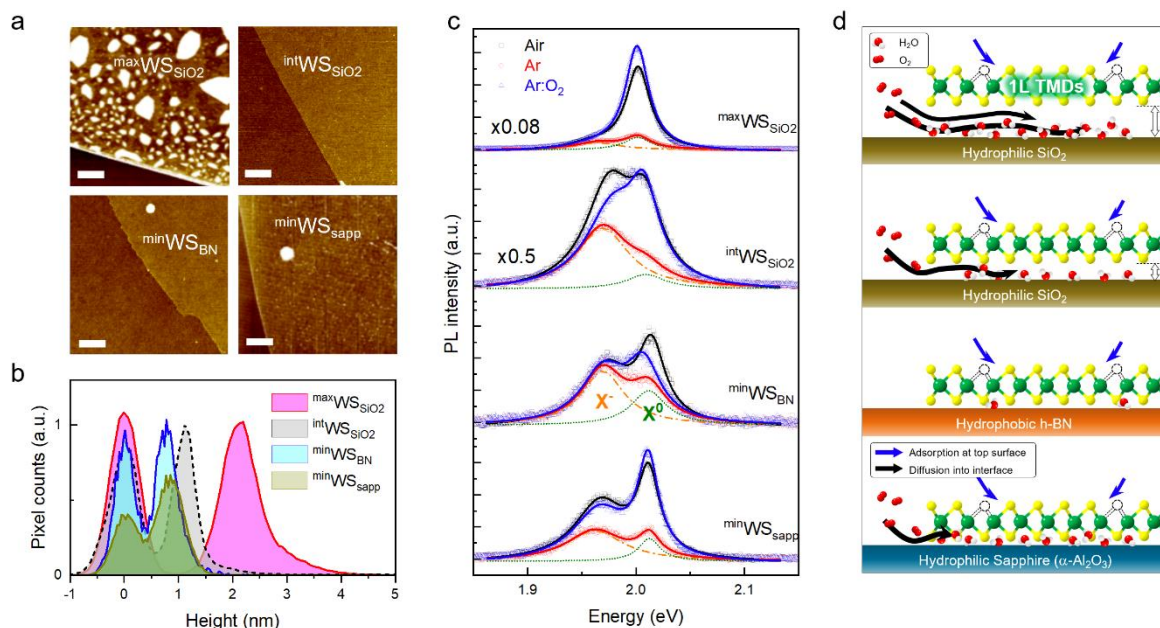 a
maxWSSiO2
intWSSiO2
minWSBN
minWSsapp
b
Pixel counts (a.u.)
1
0
maxWSSiO2
intWSSiO2
minWSBN
minWSsapp
-1 0 1 2 3 4 5
Height (nm)
c
PL intensity (a.u.)
Air
Ar
Ar:O2
x0.08
maxWSSiO2
x0.5
intWSSiO2
X-
X0
minWSBN
minWSsapp
1.9 2.0 2.1
Energy (eV)
d
H2O
O2
1L TMDs
Hydrophilic SiO2
Hydrophilic SiO2
Hydrophobic h-BN
Adsorption at top surface
Diffusion into interface
Hydrophilic Sapphire (α-Al2O3)